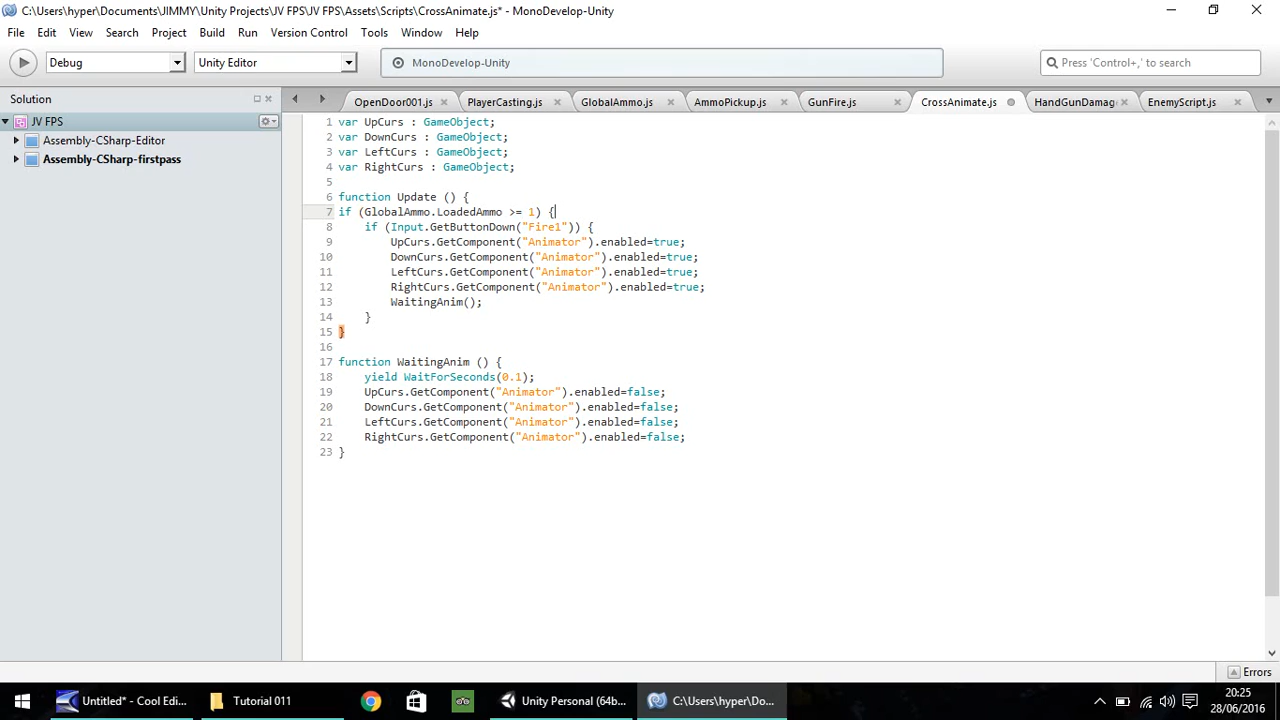 C:\Users\hyper\Documents\JIMMY\Unity Projects\JV FPS\JV FPS\Assets\Scripts\CrossAnimate.js* - MonoDevelop-Unity
File Edit View Search Project Build Run Version Control Tools Window Help
Debug Unity Editor MonoDevelop-Unity Press 'Control+,' to search
Solution
OpenDoor001.js PlayerCasting.js GlobalAmmo.js AmmoPickup.js GunFire.js CrossAnimate.js HandGunDamag EnemyScript.js
JV FPS
Assembly-CSharp-Editor
Assembly-CSharp-firstpass
1 var UpCurs : GameObject;
2 var DownCurs : GameObject;
3 var LeftCurs : GameObject;
4 var RightCurs : GameObject;
5
6 function Update () {
7 if (GlobalAmmo.LoadedAmmo >= 1) {
8 if (Input.GetButtonDown("Fire1")) {
9 UpCurs.GetComponent("Animator").enabled=true;
10 DownCurs.GetComponent("Animator").enabled=true;
11 LeftCurs.GetComponent("Animator").enabled=true;
12 RightCurs.GetComponent("Animator").enabled=true;
13 WaitingAnim();
14 }
15 }
16
17 function WaitingAnim () {
18 yield WaitForSeconds(0.1);
19 UpCurs.GetComponent("Animator").enabled=false;
20 DownCurs.GetComponent("Animator").enabled=false;
21 LeftCurs.GetComponent("Animator").enabled=false;
22 RightCurs.GetComponent("Animator").enabled=false;
23 }
Errors
Untitled* - Cool Edi... Tutorial 011 Unity Personal (64b... C:\Users\hyper\Do...
20:25
28/06/2016